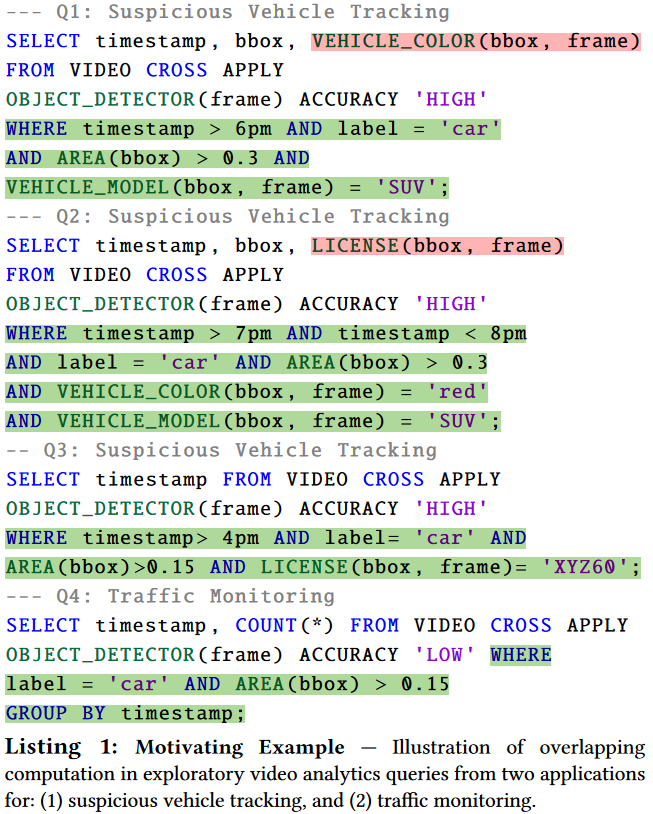 --- Q1: Suspicious Vehicle Tracking
SELECT timestamp, bbox, VEHICLE_COLOR(bbox, frame)
FROM VIDEO CROSS APPLY
OBJECT_DETECTOR(frame) ACCURACY 'HIGH'
WHERE timestamp > 6pm AND label = 'car'
AND AREA(bbox) > 0.3 AND
VEHICLE_MODEL(bbox, frame) = 'SUV';
--- Q2: Suspicious Vehicle Tracking
SELECT timestamp, bbox, LICENSE(bbox, frame)
FROM VIDEO CROSS APPLY
OBJECT_DETECTOR(frame) ACCURACY 'HIGH'
WHERE timestamp > 7pm AND timestamp < 8pm
AND label = 'car' AND AREA(bbox) > 0.3
AND VEHICLE_COLOR(bbox, frame) = 'red'
AND VEHICLE_MODEL(bbox, frame) = 'SUV';
-- Q3: Suspicious Vehicle Tracking
SELECT timestamp FROM VIDEO CROSS APPLY
OBJECT_DETECTOR(frame) ACCURACY 'HIGH'
WHERE timestamp> 4pm AND label= 'car' AND
AREA(bbox)>0.15 AND LICENSE(bbox, frame)= 'XYZ60';
--- Q4: Traffic Monitoring
SELECT timestamp, COUNT(*) FROM VIDEO CROSS APPLY
OBJECT_DETECTOR(frame) ACCURACY 'LOW' WHERE
label = 'car' AND AREA(bbox) > 0.15
GROUP BY timestamp;
Listing 1: Motivating Example — Illustration of overlapping
computation in exploratory video analytics queries from two applications
for: (1) suspicious vehicle tracking, and (2) traffic monitoring.